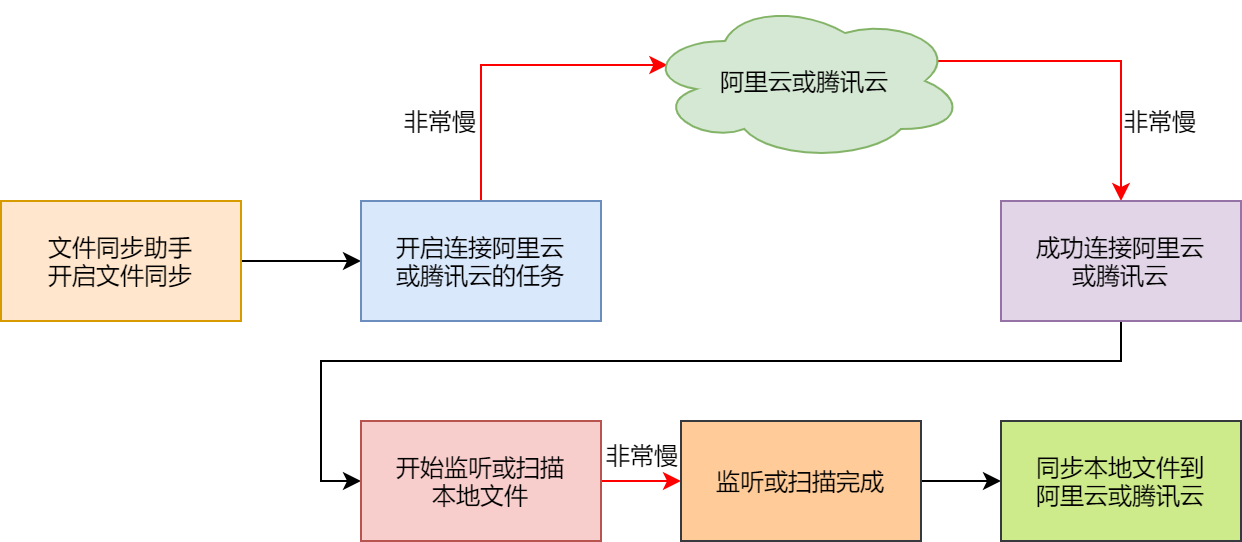 阿里云或腾讯云
非常慢
非常慢
文件同步助手
开启文件同步
开启连接阿里云
或腾讯云的任务
成功连接阿里云
或腾讯云
开始监听或扫描
本地文件
非常慢
监听或扫描完成
同步本地文件到
阿里云或腾讯云